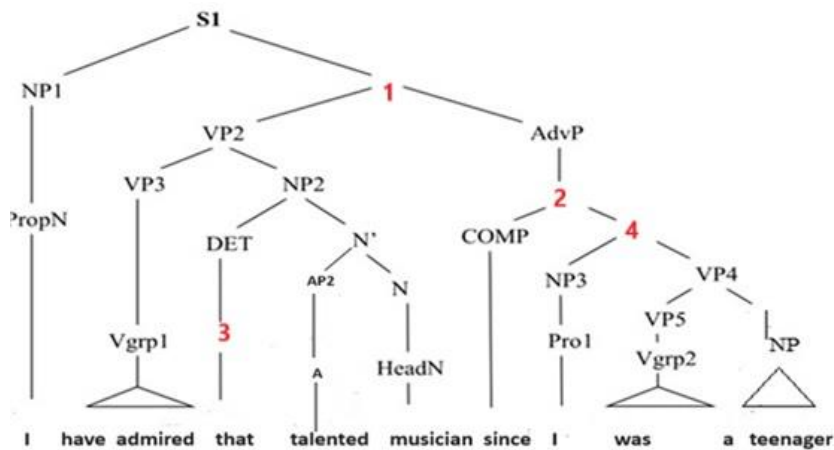 S1
NP1 1
VP2 AdvP
VP3 NP2 2
PropN DET N' COMP 4
AP2 N NP3 VP4
Vgrp1 3 Pro1 VP5 NP
A HeadN Vgrp2
I have admired that talented musician since I was a teenager